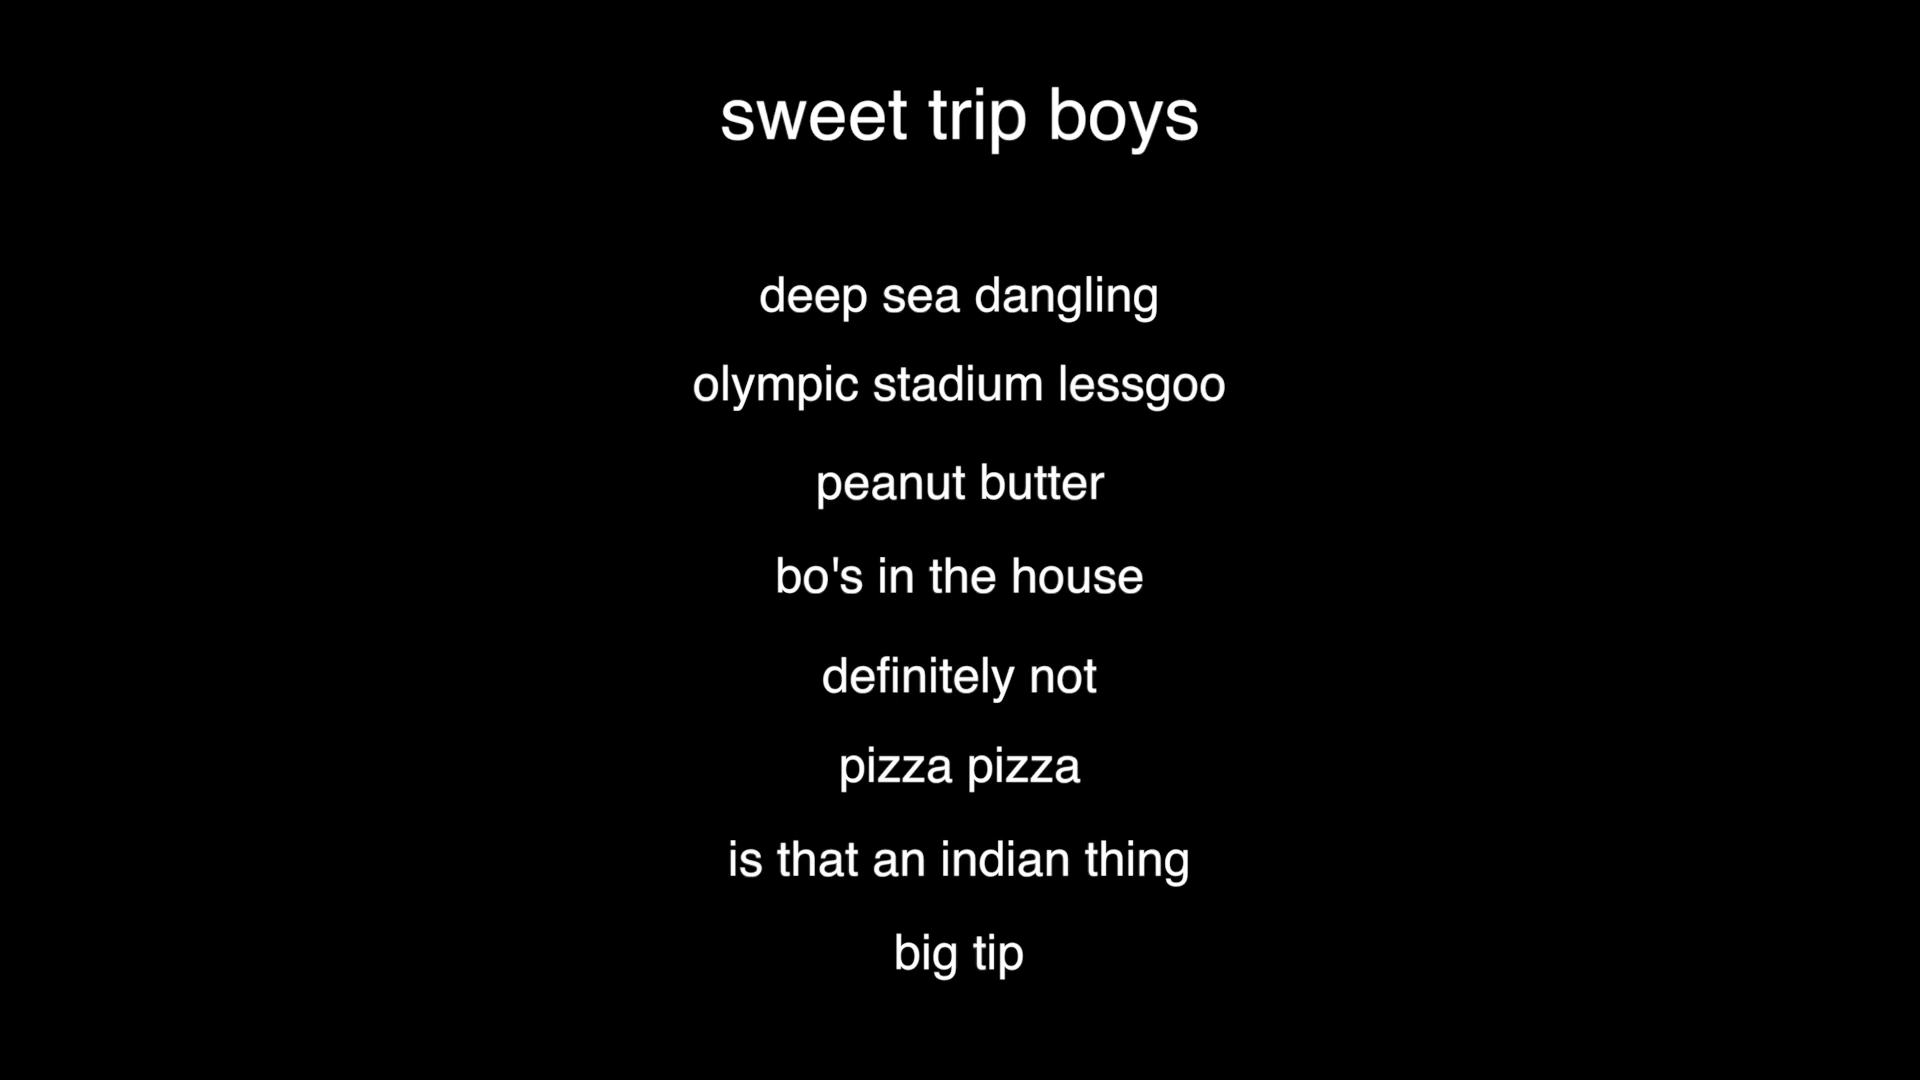 sweet trip boys
deep sea dangling
olympic stadium lessgoo
peanut butter
bo's in the house
definitely not
pizza pizza
is that an indian thing
big tip